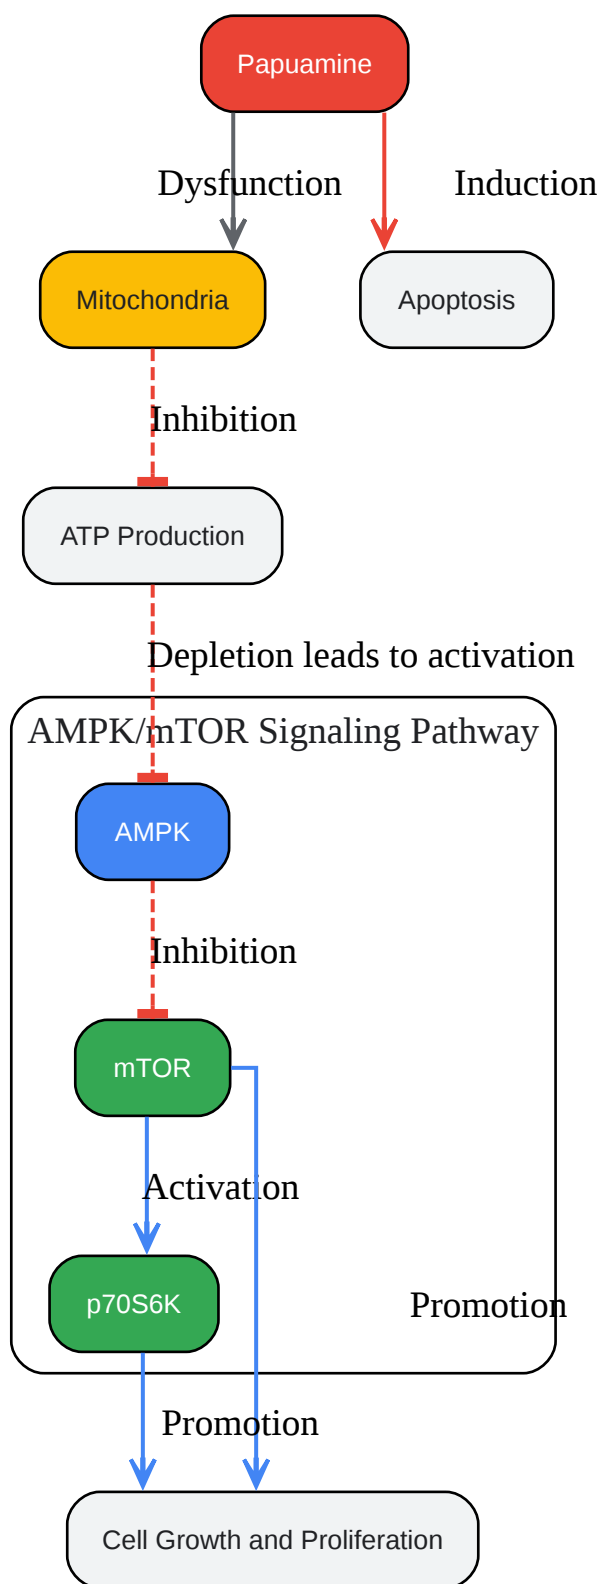 Papuamine
Dysfunction
Induction
Mitochondria
Apoptosis
Inhibition
ATP Production
Depletion leads to activation
AMPK/mTOR Signaling Pathway
AMPK
Inhibition
mTOR
Activation
p70S6K
Promotion
Promotion
Cell Growth and Proliferation